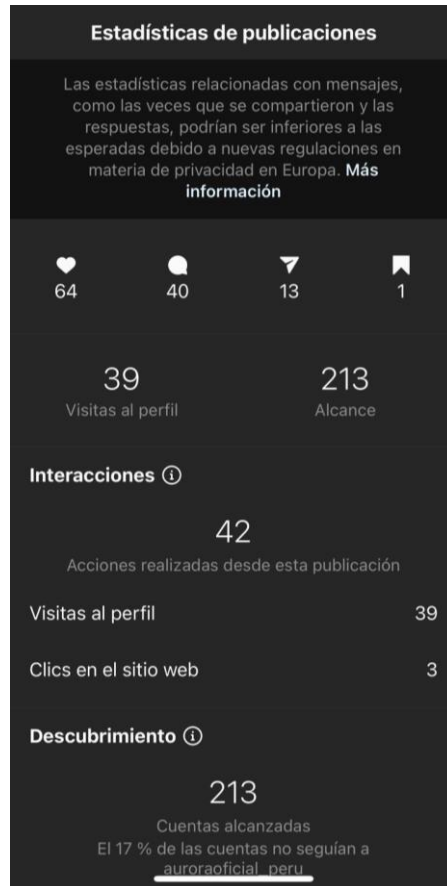 Estadísticas de publicaciones
Las estadísticas relacionadas con mensajes,
como las veces que se compartieron y las
respuestas, podrían ser inferiores a las
esperadas debido a nuevas regulaciones en
materia de privacidad en Europa. Más
información
64 40 13 1
39 213
Visitas al perfil Alcance
Interacciones
42
Acciones realizadas desde esta publicación
Visitas al perfil 39
Clics en el sitio web 3
Descubrimiento
213
Cuentas alcanzadas
El 17 % de las cuentas no seguían a
auroraoficial_peru